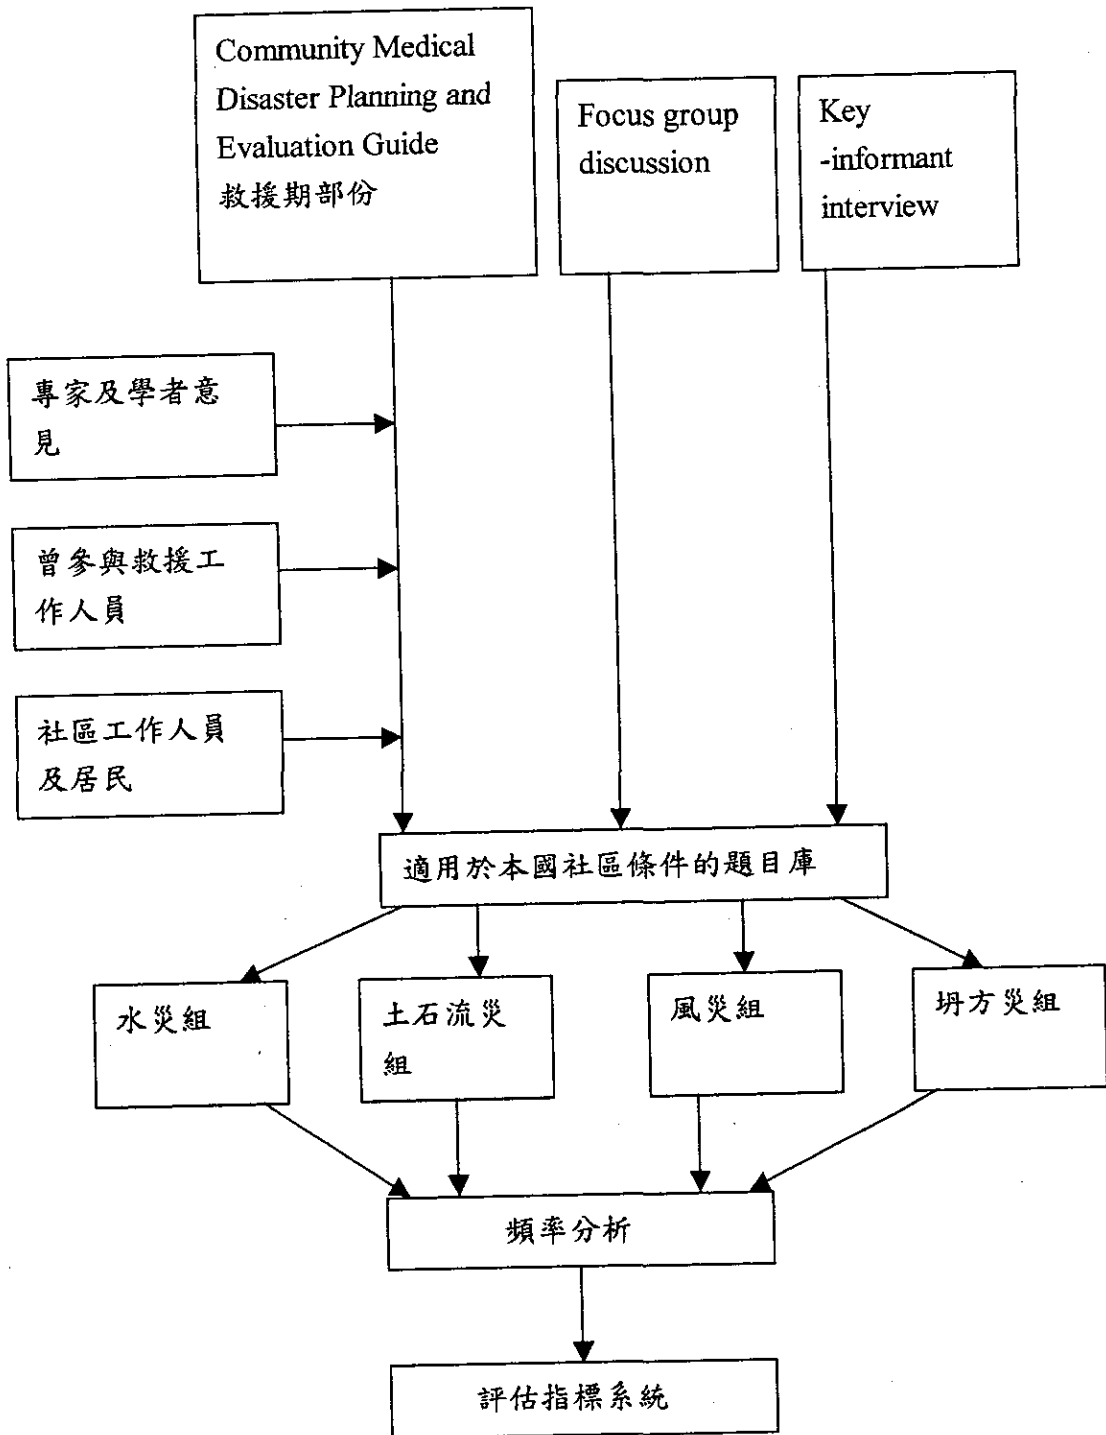 Community Medical
Disaster Planning and
Evaluation Guide
救援期部份
Focus group
discussion
Key
-informant
interview
專家及學者意
見
曾參與救援工
作人員
社區工作人員
及居民
適用於本國社區條件的題目庫
水災組
土石流災
組
風災組
坍方災組
頻率分析
評估指標系統